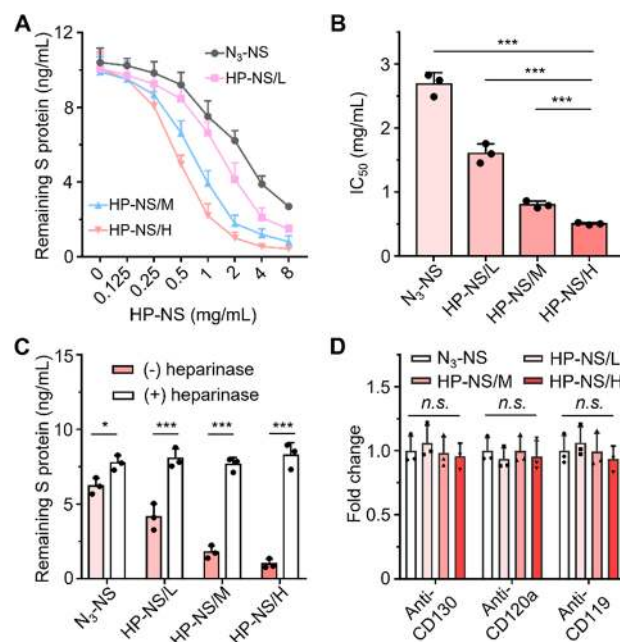 A
Remaining S protein (ng/mL)
15
12
8
4
0
N₃-NS
HP-NS/L
HP-NS/M
HP-NS/H
0
0.125
0.25
0.5
1
2
4
8
HP-NS (mg/mL)
B
IC₅₀ (mg/mL)
3
2
1
0
***
***
***
N₃-NS
HP-NS/L
HP-NS/M
HP-NS/H
C
Remaining S protein (ng/mL)
15
10
5
0
(-) heparinase
(+) heparinase
*
***
***
***
N₃-NS
HP-NS/L
HP-NS/M
HP-NS/H
D
Fold change
1.5
1.0
0.5
0
N₃-NS
HP-NS/L
HP-NS/M
HP-NS/H
n.s.
n.s.
n.s.
Anti-
CD130
Anti-
CD120a
Anti-
CD119